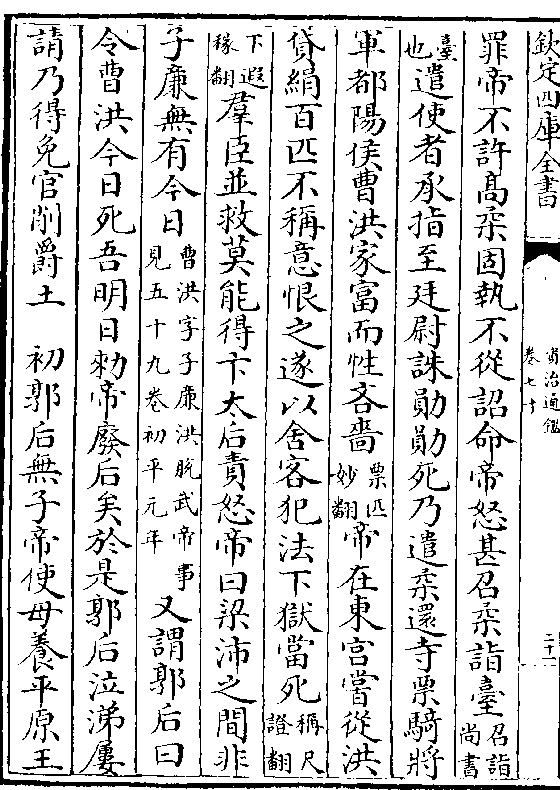 欽定四庫全書
資治通鑑
卷七十
三十一
罪帝不許高柔固執不從詔命帝怒甚召柔詣臺召詣尚書
臺也遣使者承指至廷尉誅勛勛死乃遣柔還寺票騎將
軍都陽侯曹洪家富而性吝嗇票匹妙翻帝在東宮嘗從洪
貸絹百匹不稱意恨之遂以舍客犯法下獄當死稱尺證翻
下遐稼翻羣臣並救莫能得卞太后責怒帝曰梁沛之間非
子廉無有今日曹洪字子廉洪脫武帝事見五十九卷初平元年又謂郭后曰
令曹洪今日死吾明日勑帝廢后矣於是郭后泣涕屢
請乃得免官削爵土　初郭后無子帝使母養平原王